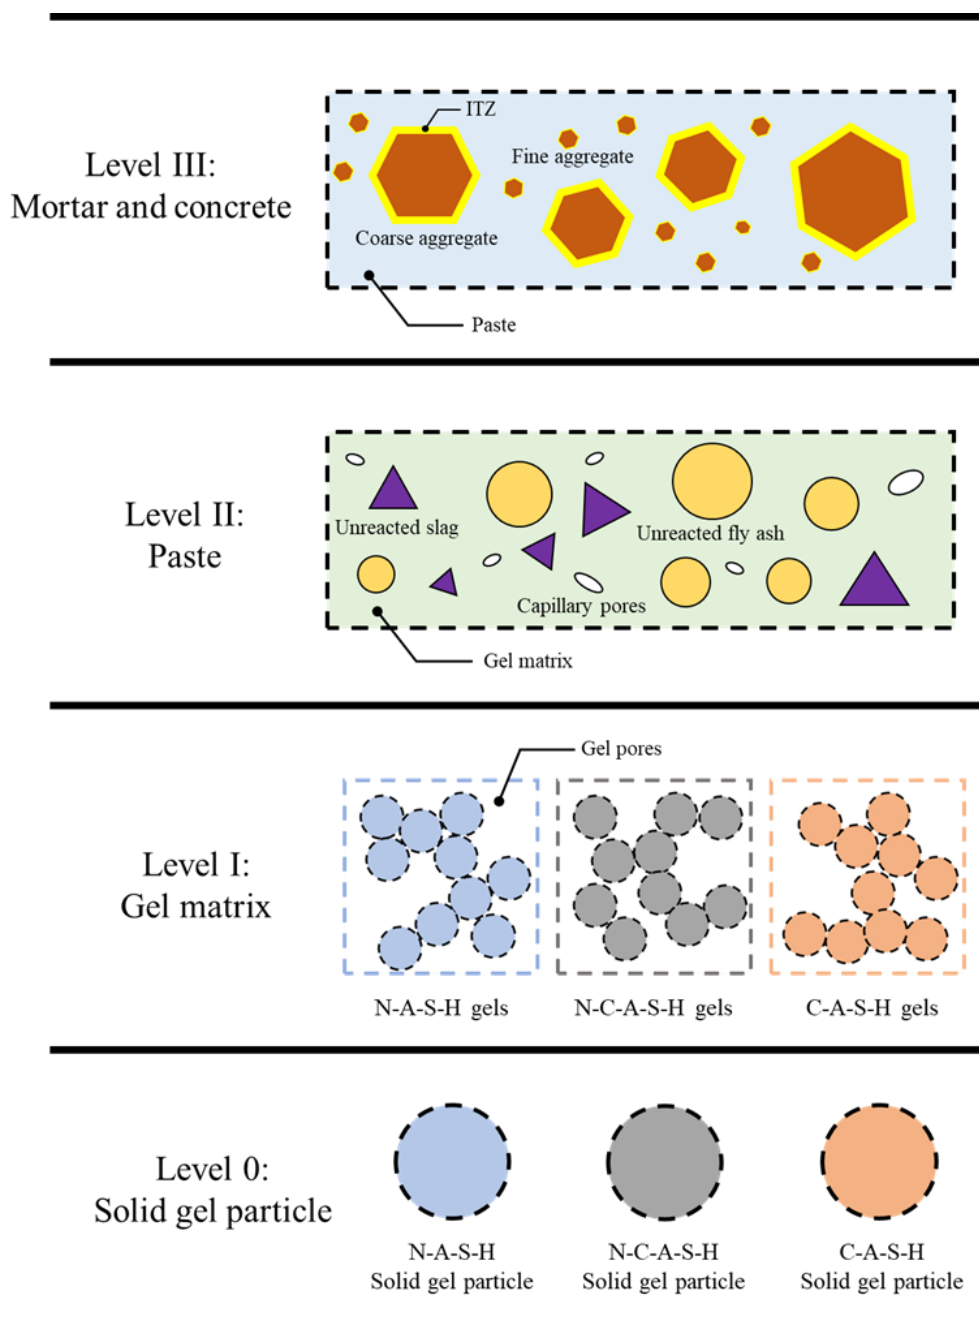 Level III:
Mortar and concrete
ITZ
Fine aggregate
Coarse aggregate
Paste
Level II:
Paste
Unreacted slag
Unreacted fly ash
Capillary pores
Gel matrix
Level I:
Gel matrix
Gel pores
N-A-S-H gels
N-C-A-S-H gels
C-A-S-H gels
Level 0:
Solid gel particle
N-A-S-H
Solid gel particle
N-C-A-S-H
Solid gel particle
C-A-S-H
Solid gel particle